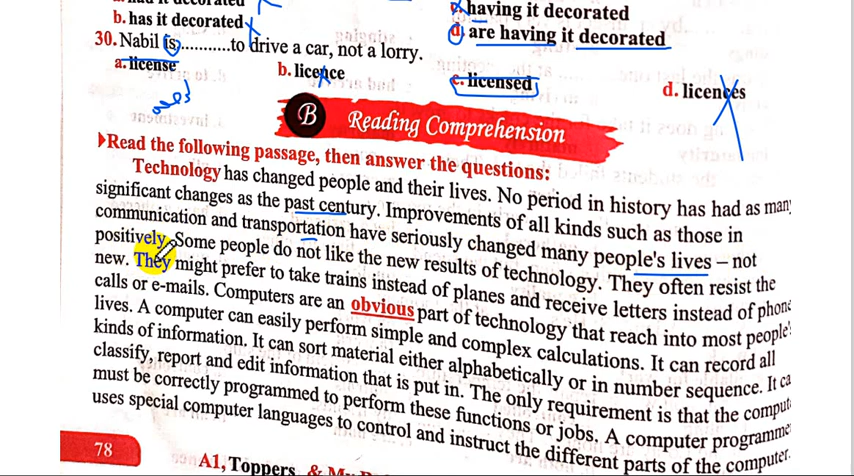 b. has it decorated
c. having it decorated
d. are having it decorated
30. Nabil is...........to drive a car, not a lorry.
a. license
b. licence
c. licensed
d. licences
B Reading Comprehension
Read the following passage, then answer the questions:
Technology has changed people and their lives. No period in history has had as many
significant changes as the past century. Improvements of all kinds such as those in
communication and transportation have seriously changed many people's lives – not
positively. Some people do not like the new results of technology. They often resist the
new. They might prefer to take trains instead of planes and receive letters instead of phone
calls or e-mails. Computers are an obvious part of technology that reach into most people's
lives. A computer can easily perform simple and complex calculations. It can record all
kinds of information. It can sort material either alphabetically or in number sequence. It ca
classify, report and edit information that is put in. The only requirement is that the comput
must be correctly programmed to perform these functions or jobs. A computer programme
uses special computer languages to control and instruct the different parts of the computer.
78
A1, Toppers &